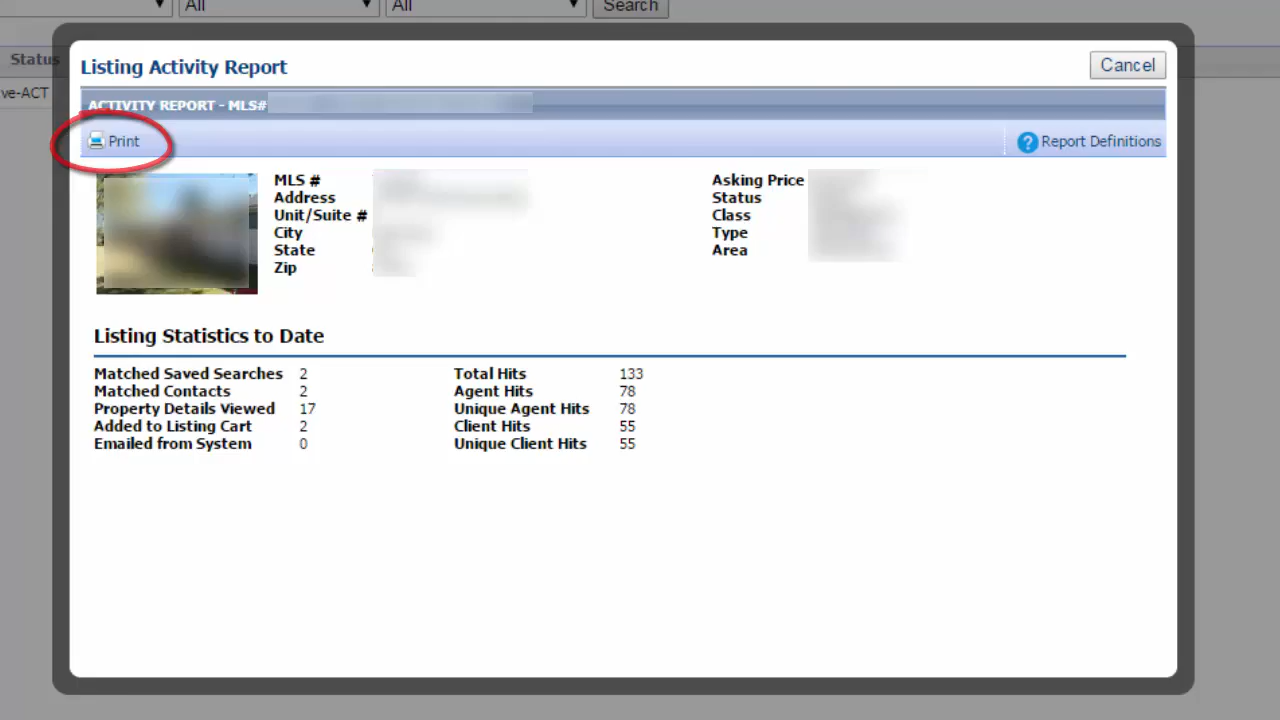 All All Search
Status
Listing Activity Report Cancel
ve-ACT
ACTIVITY REPORT - MLS#
Print Report Definitions
MLS # Asking Price
Address Status
Unit/Suite # Class
City Type
State Area
Zip
Listing Statistics to Date
Matched Saved Searches 2 Total Hits 133
Matched Contacts 2 Agent Hits 78
Property Details Viewed 17 Unique Agent Hits 78
Added to Listing Cart 2 Client Hits 55
Emailed from System 0 Unique Client Hits 55